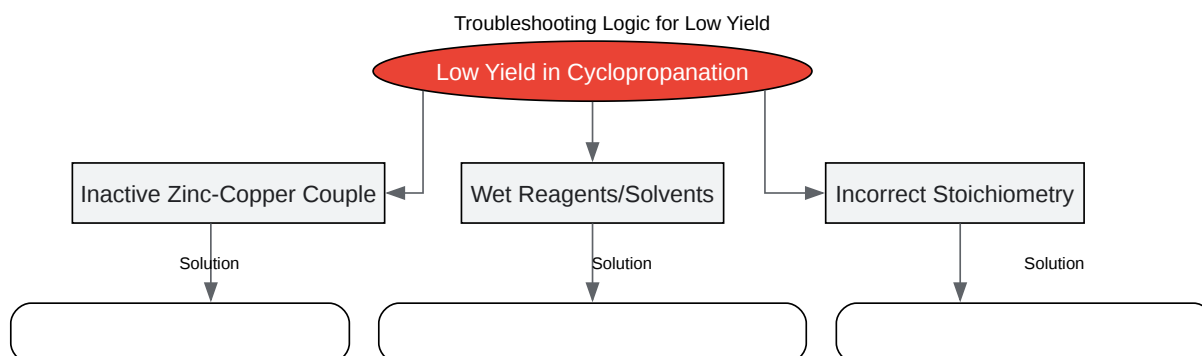 Troubleshooting Logic for Low Yield
Low Yield in Cyclopropanation
Inactive Zinc-Copper Couple
Wet Reagents/Solvents
Incorrect Stoichiometry
Solution
Solution
Solution